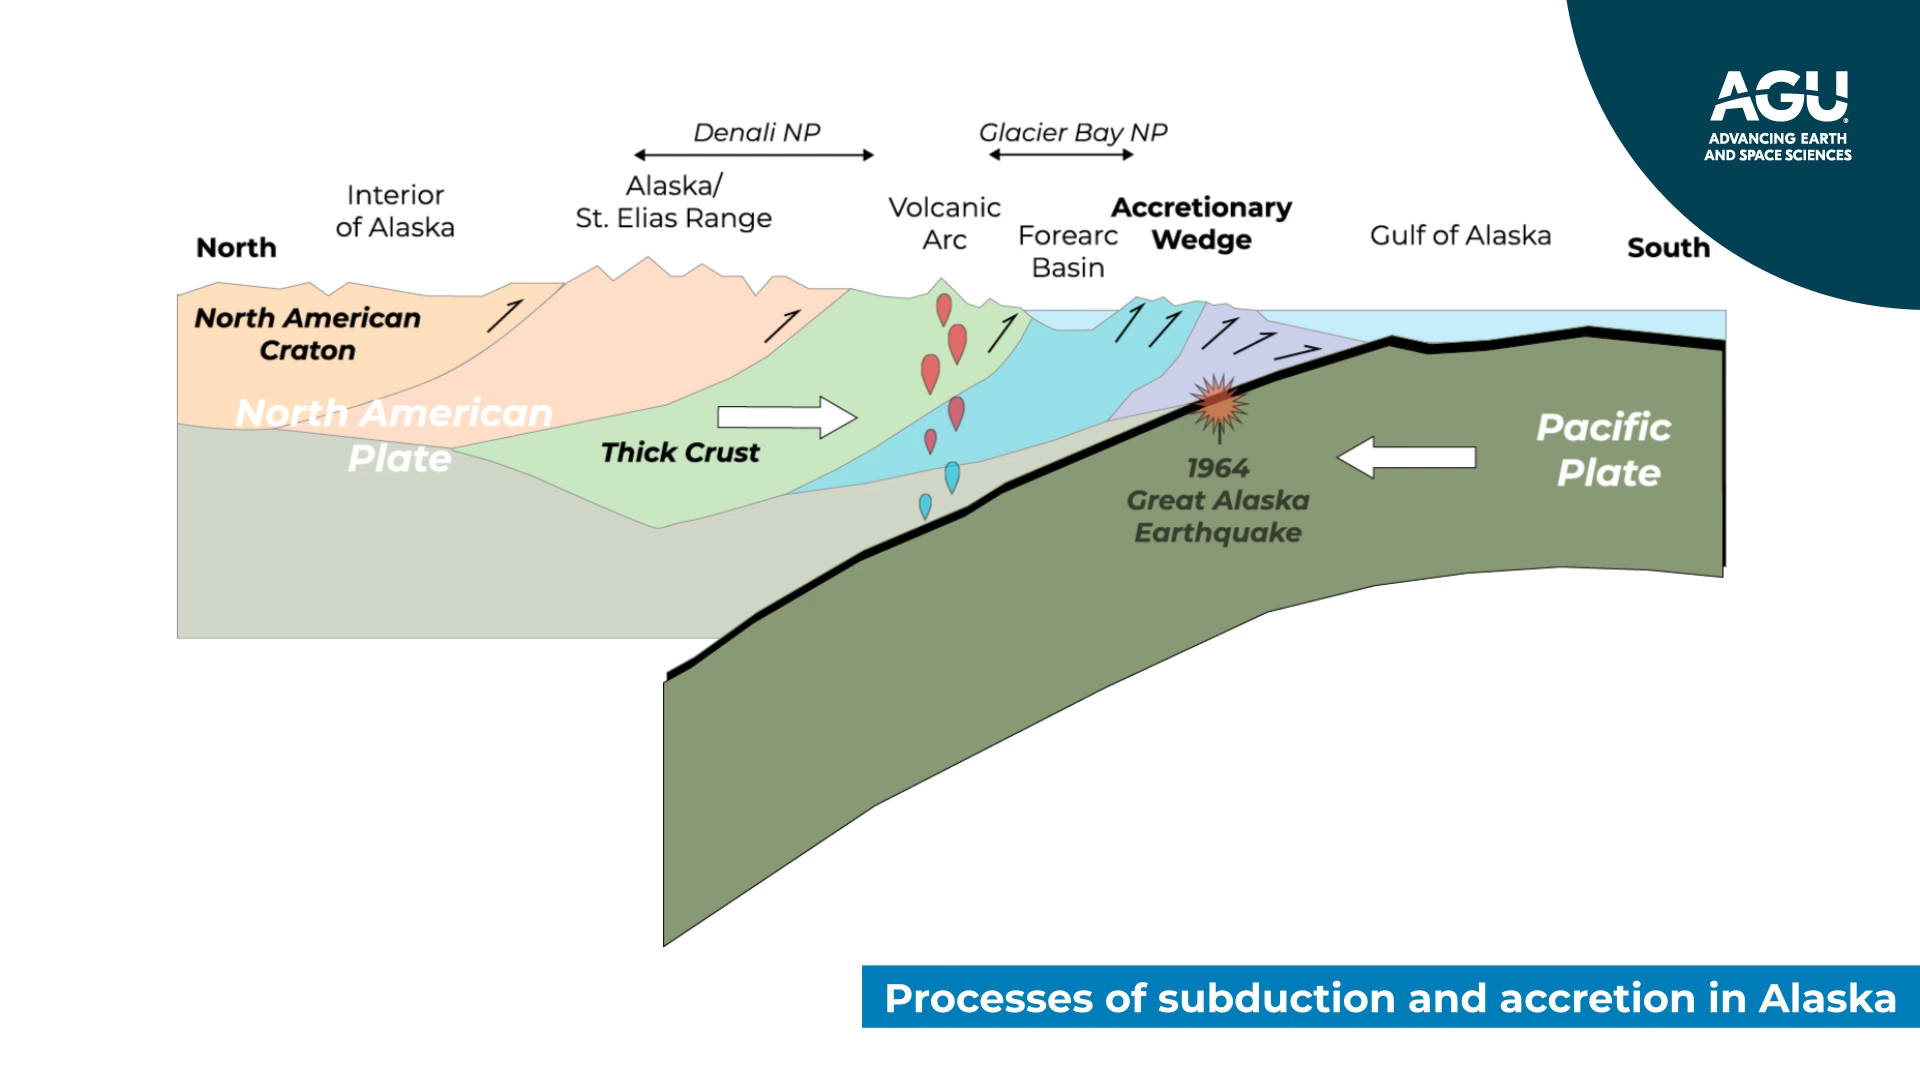 AGU
ADVANCING EARTH
AND SPACE SCIENCES
Denali NP
Glacier Bay NP
Interior
of Alaska
Alaska/
St. Elias Range
Volcanic
Arc
Forearc
Basin
Accretionary
Wedge
Gulf of Alaska
North
South
North American
Craton
North American
Plate
Thick Crust
1964
Great Alaska
Earthquake
Pacific
Plate
Processes of subduction and accretion in Alaska